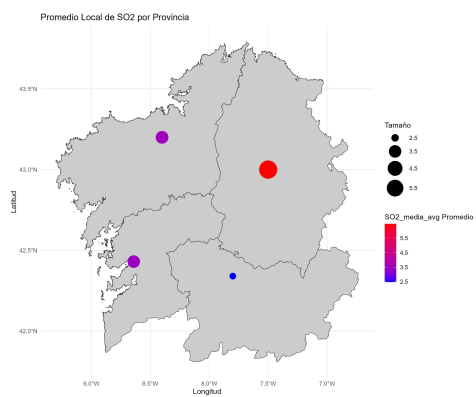 Promedio Local de SO2 por Provincia
43.5°N
43.0°N
42.5°N
42.0°N
Latitud
9.0°W 8.5°W 8.0°W 7.5°W 7.0°W
Longitud
Tamaño
2.5
3.5
4.5
5.5
SO2_media_avg Promedio
5.5
4.5
3.5
2.5